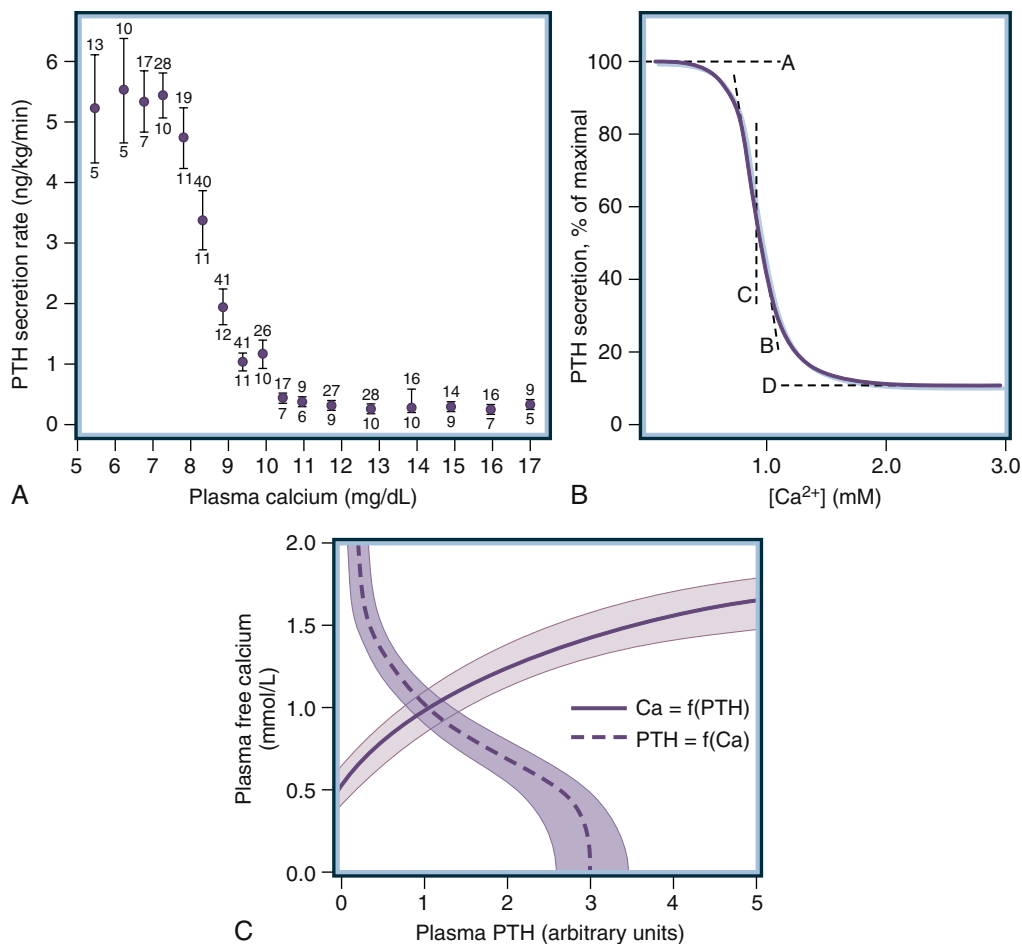 PTH secretion rate (ng/kg/min)
6
5
4
3
2
1
0
13
5
10
5
17
7
28
10
19
11
40
11
41
12
41
11
26
10
17
7
9
6
27
9
28
10
16
10
14
9
16
7
9
5
5 6 7 8 9 10 11 12 13 14 15 16 17
Plasma calcium (mg/dL)
A
PTH secretion, % of maximal
100
80
60
40
20
0
A
C
B
D
1.0 2.0 3.0
[Ca²⁺] (mM)
B
Plasma free calcium
(mmol/L)
2.0
1.5
1.0
0.5
0.0
Ca = f(PTH)
PTH = f(Ca)
0 1 2 3 4 5
Plasma PTH (arbitrary units)
C